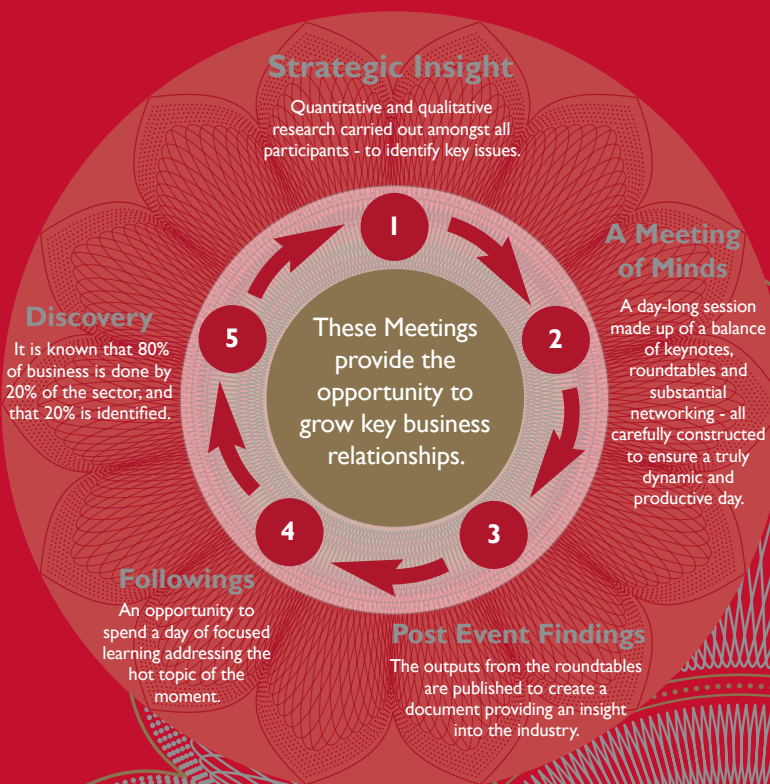 Strategic Insight
Quantitative and qualitative
research carried out amongst all
participants - to identify key issues.
1
A Meeting
of Minds
A day-long session
made up of a balance
of keynotes,
roundtables and
substantial
networking - all
carefully constructed
to ensure a truly
dynamic and
productive day.
2
Post Event Findings
The outputs from the roundtables
are published to create a
document providing an insight
into the industry.
3
Followings
An opportunity to
spend a day of focused
learning addressing the
hot topic of the
moment.
4
Discovery
It is known that 80%
of business is done by
20% of the sector, and
that 20% is identified.
5
These Meetings
provide the
opportunity to
grow key business
relationships.